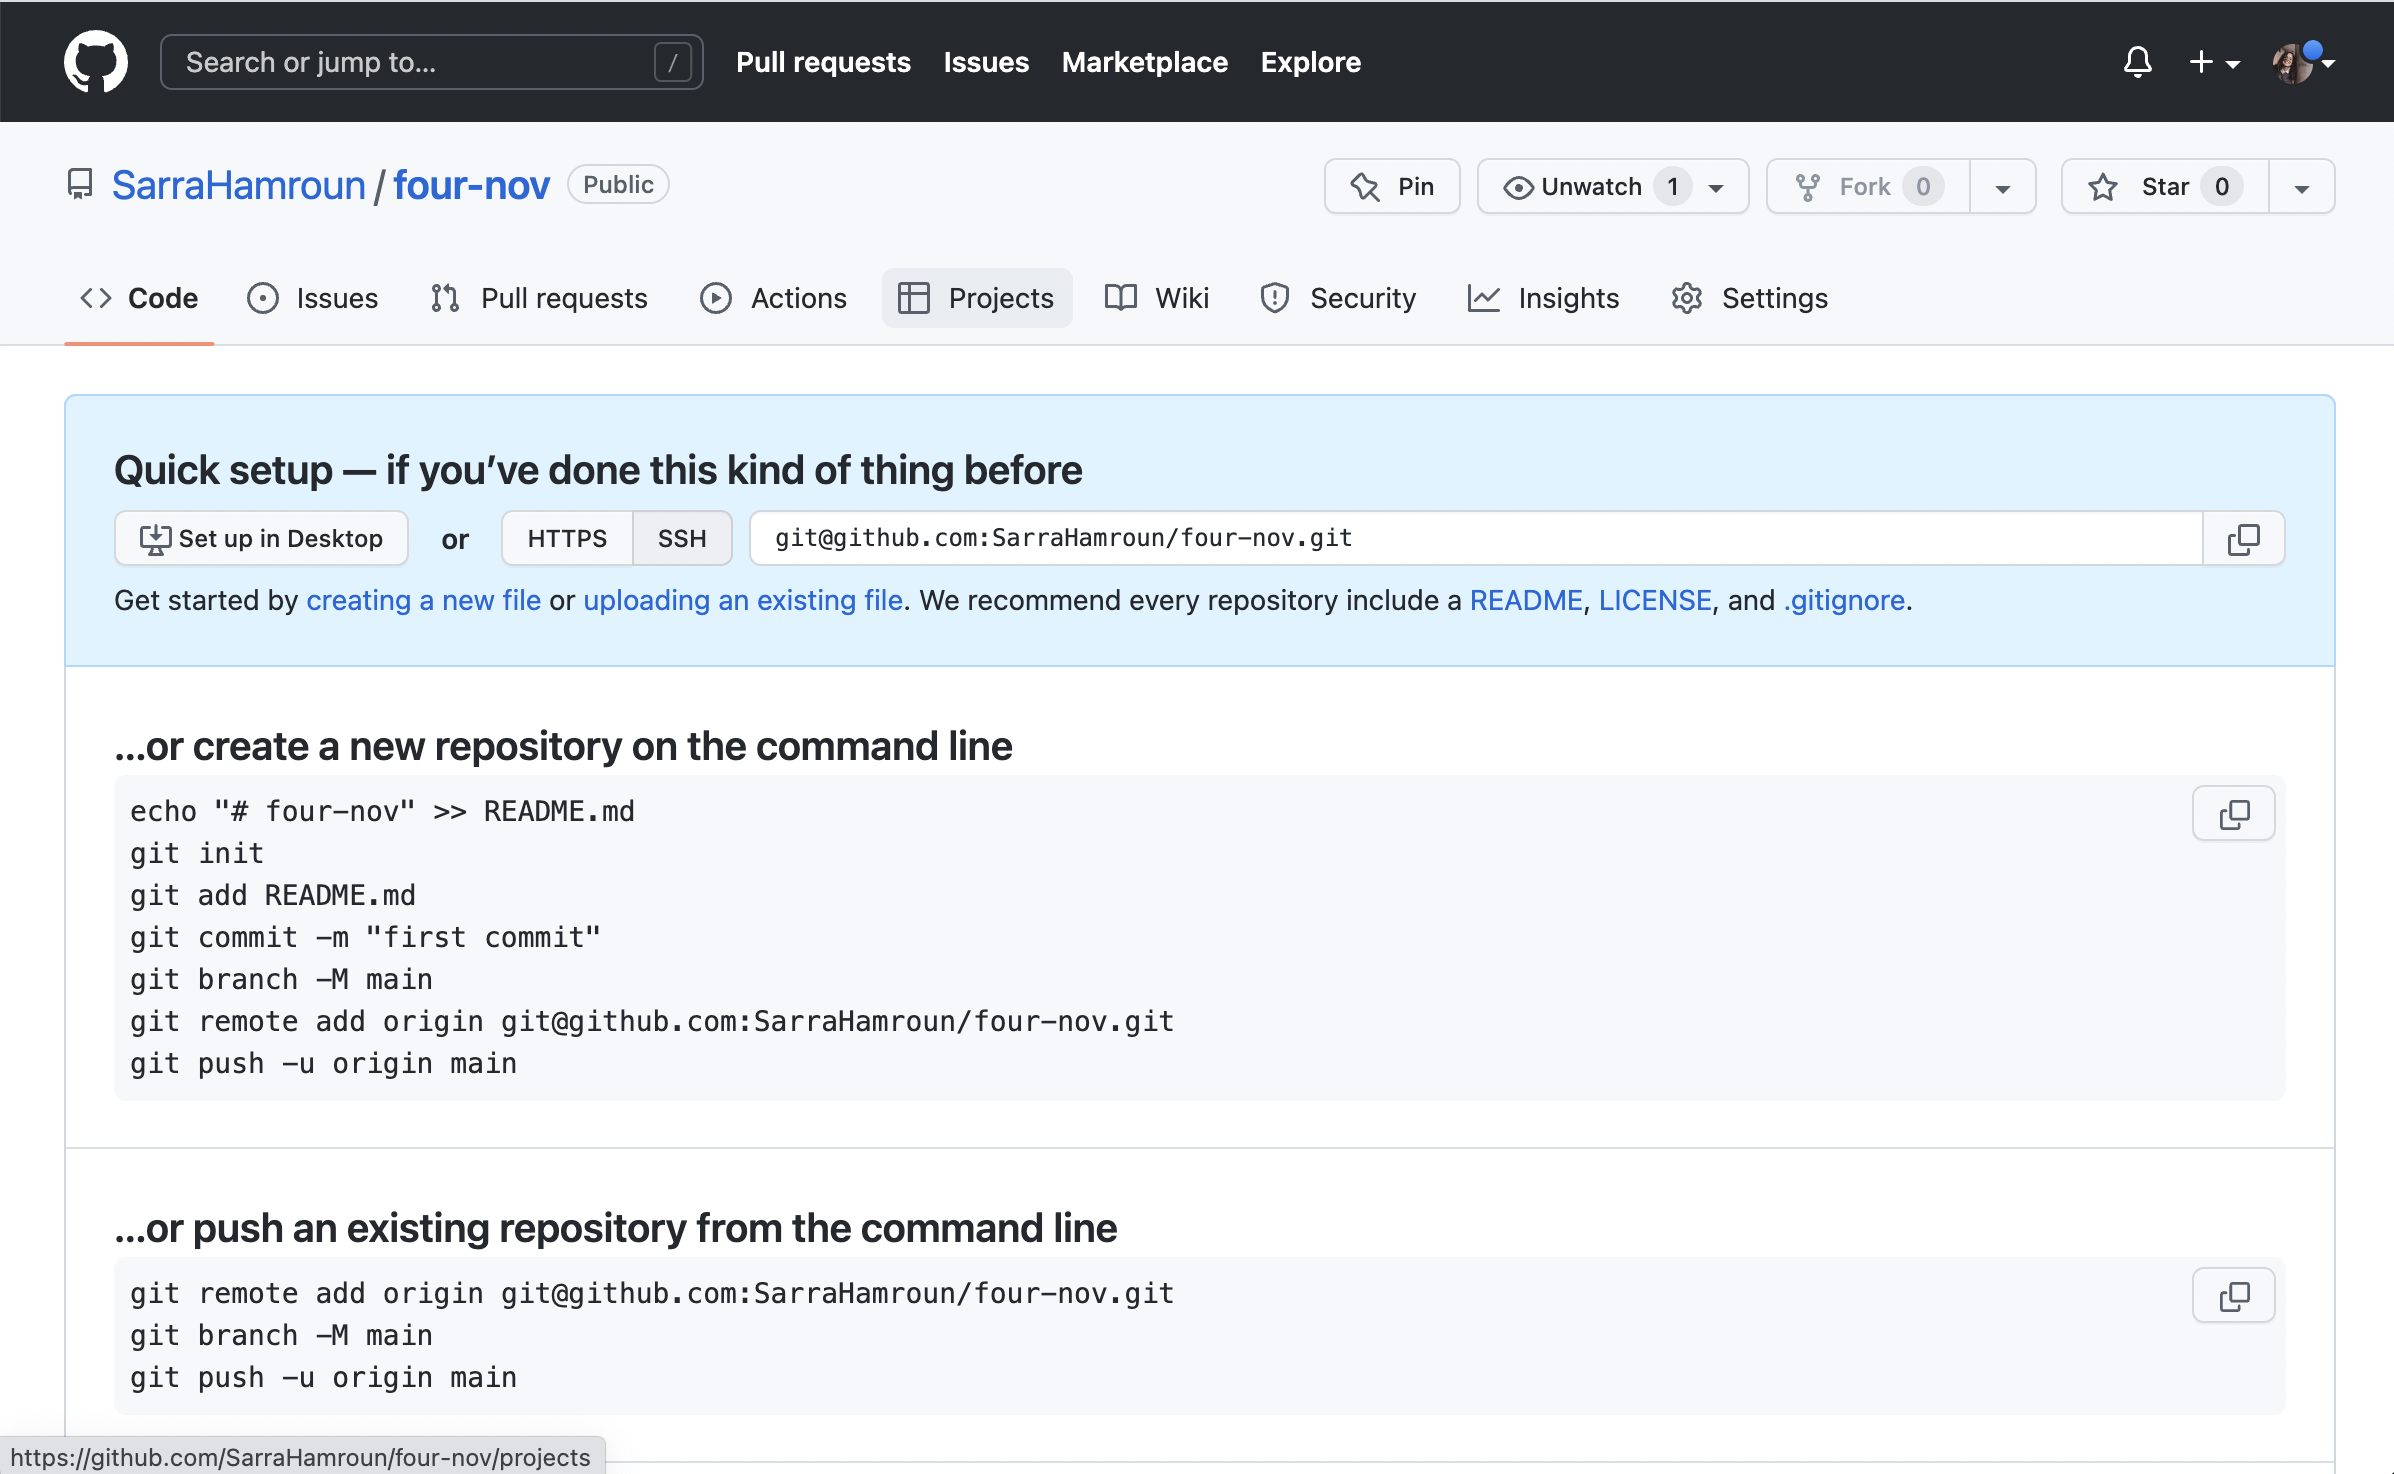 Search or jump to... / Pull requests Issues Marketplace Explore
SarraHamroun / four-nov Public Pin Unwatch 1 Fork 0 Star 0
Code Issues Pull requests Actions Projects Wiki Security Insights Settings
Quick setup — if you’ve done this kind of thing before
Set up in Desktop or HTTPS SSH git@github.com:SarraHamroun/four-nov.git
Get started by creating a new file or uploading an existing file. We recommend every repository include a README, LICENSE, and .gitignore.
…or create a new repository on the command line
echo "# four-nov" >> README.md
git init
git add README.md
git commit -m "first commit"
git branch -M main
git remote add origin git@github.com:SarraHamroun/four-nov.git
git push -u origin main
…or push an existing repository from the command line
git remote add origin git@github.com:SarraHamroun/four-nov.git
git branch -M main
git push -u origin main
https://github.com/SarraHamroun/four-nov/projects